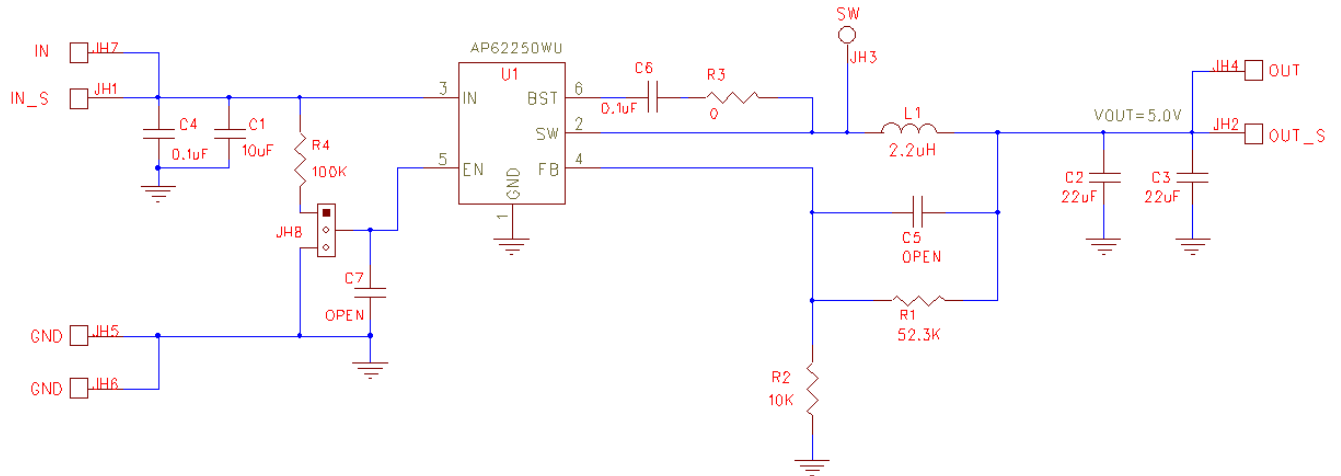 SW
IN
JH7
AP62250WU
JH3
JH4
OUT
IN_S
JH1
3
IN
U1
BST
6
C6
0.1uF
R3
0
L1
2.2uH
VOUT=5.0V
JH2
OUT_S
C4
0.1uF
C1
10uF
R4
100K
SW
2
5
EN
FB
4
GND
1
C2
22uF
C3
22uF
JH8
C7
OPEN
C5
OPEN
R1
52.3K
GND
JH5
GND
JH6
R2
10K